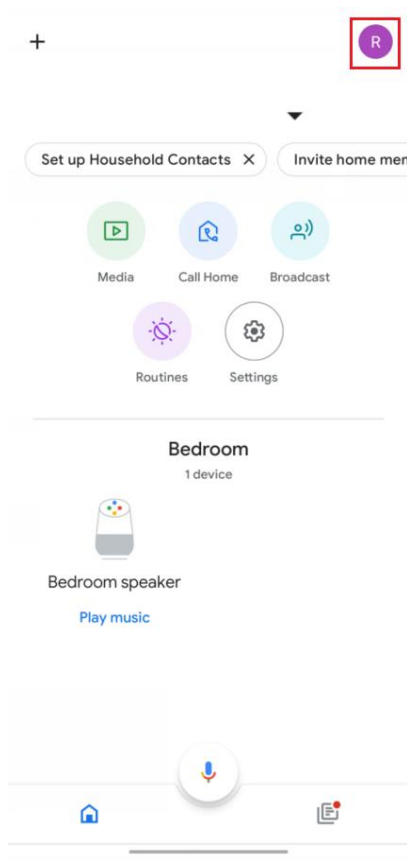 +
R
Set up Household Contacts X
Invite home mem
Media
Call Home
Broadcast
Routines
Settings
Bedroom
1 device
Bedroom speaker
Play music